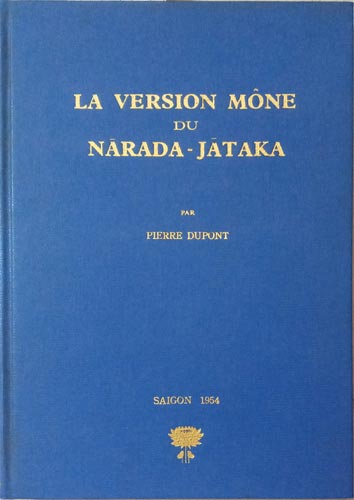 LA VERSION MÔNE
DU
NĀRADA-JĀTAKA
PAR
PIERRE DUPONT
SAIGON 1954